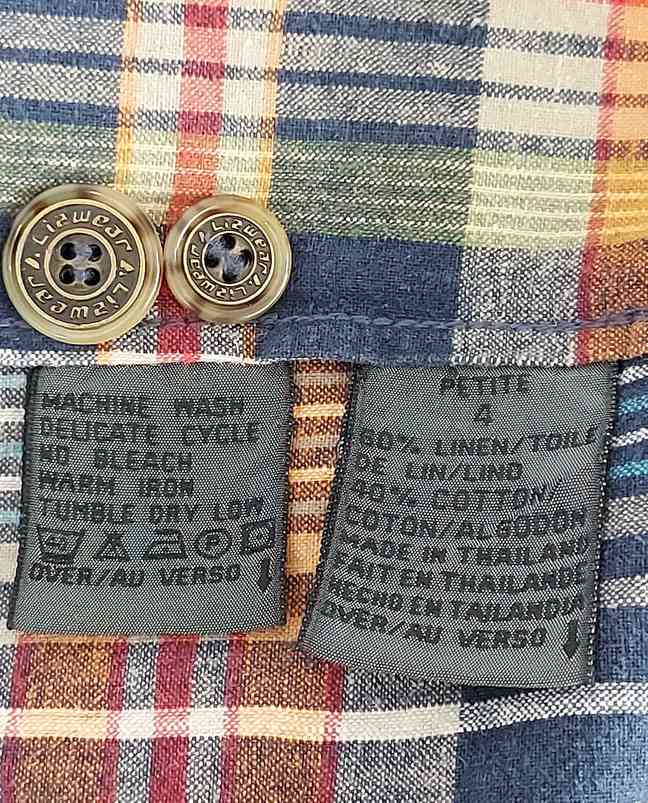 Lizwear Lizwear
Lizwear Lizwear
MACHINE WASH
DELICATE CYCLE
NO BLEACH
WARM IRON
TUMBLE DRY LOW
OVER/AU VERSO
PETITE
4
60% LINEN/TOILE
DE LIN/LINO
40% COTTON/
COTON/ALGODON
MADE IN THAILAND
FAIT EN THAILANDE
HECHO EN TAILANDIA
OVER/AU VERSO